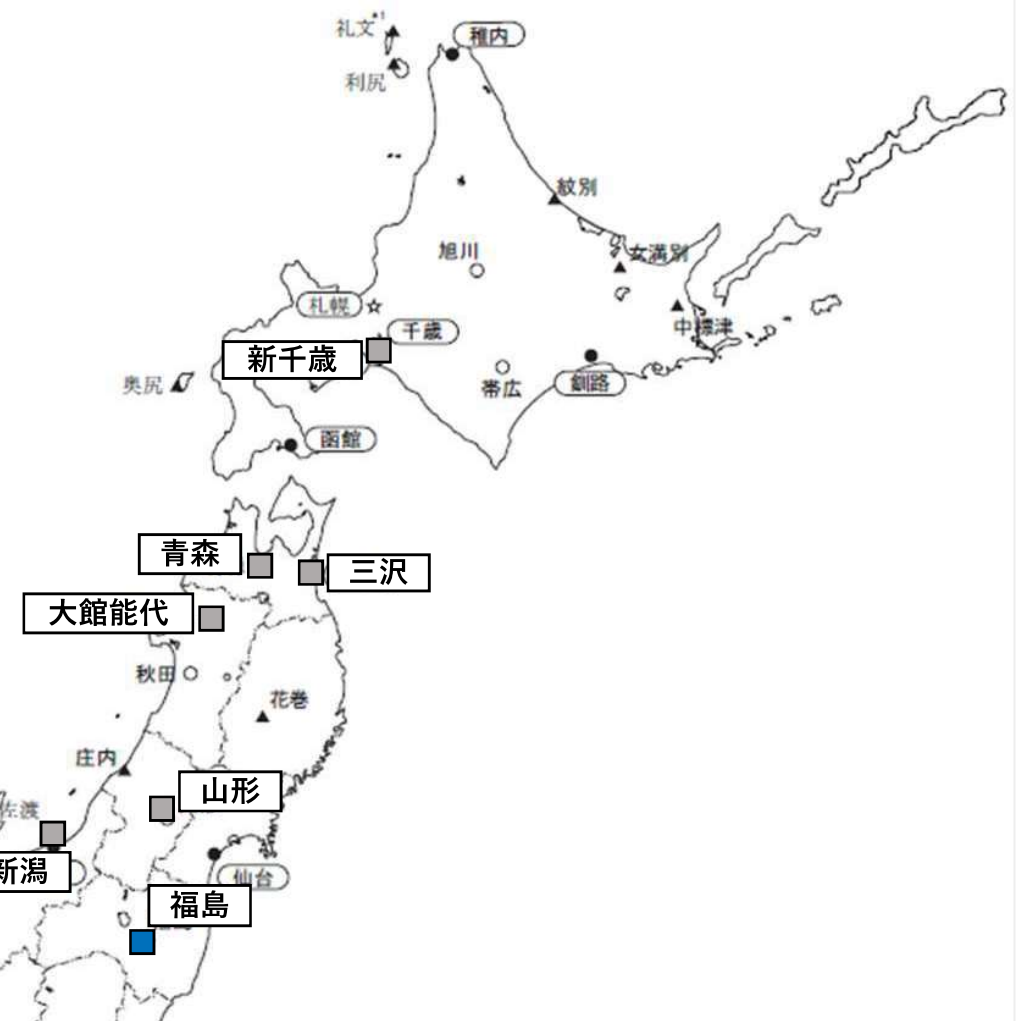 礼文*1
稚内
利尻
紋別
旭川
女満別
札幌
千歳
中標津
新千歳
奥尻
帯広
釧路
函館
青森
三沢
大館能代
秋田
花巻
庄内
山形
佐渡
新潟
仙台
福島